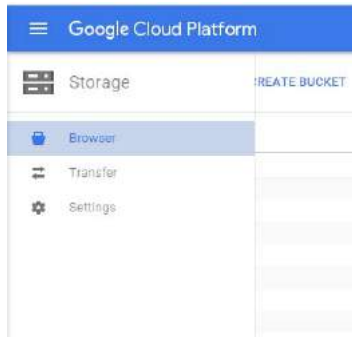 Google Cloud Platform
Storage
REATE BUCKET
Browser
Transfer
Settings